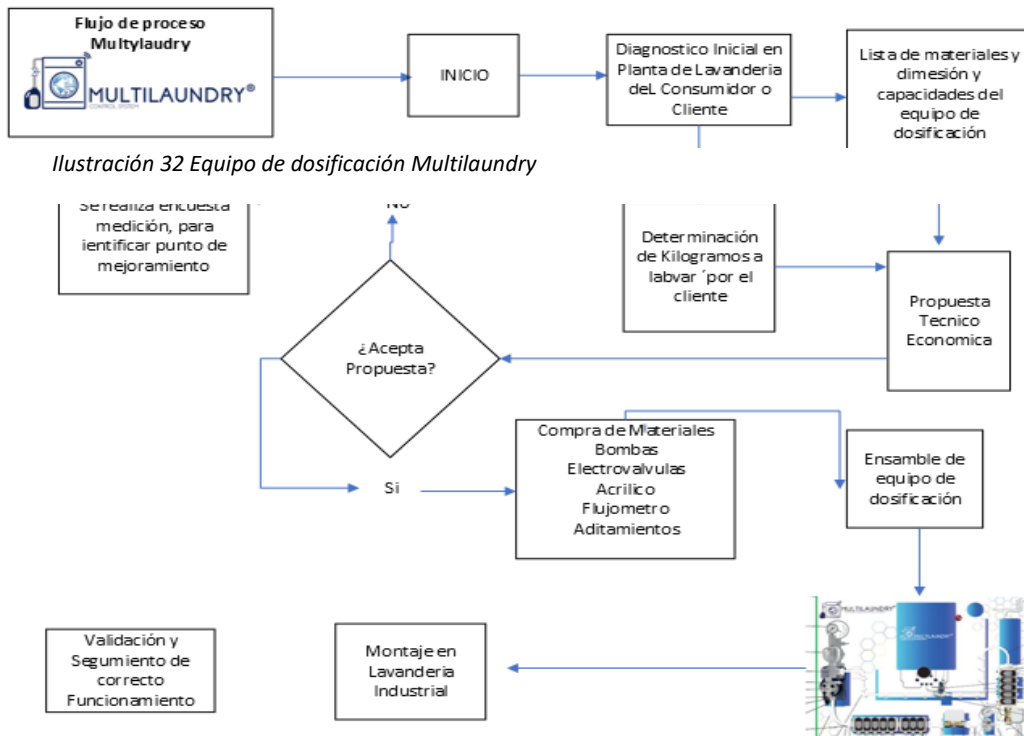 Flujo de proceso
Multylaudry
MULTILAUNDRY®
CONTROL SYSTEM
INICIO
Diagnostico Inicial en
Planta de Lavanderia
deL Consumidor o
Cliente
Lista de materiales y
dimesión y
capacidades del
equipo de
dosificación
Ilustración 32 Equipo de dosificación Multilaundry
Se realiza encuesta
medición, para
ientificar punto de
mejoramiento
NO
Determinación
de Kilogramos a
labvar ´por el
cliente
Propuesta
Tecnico
Economica
¿Acepta
Propuesta?
Si
Compra de Materiales
Bombas
Electrovalvulas
Acrilico
Flujometro
Aditamientos
Ensamble de
equipo de
dosificación
MULTILAUNDRY
MULTILAUNDRY
Montaje en
Lavanderia
Industrial
Validación y
Segumiento de
correcto
Funcionamiento